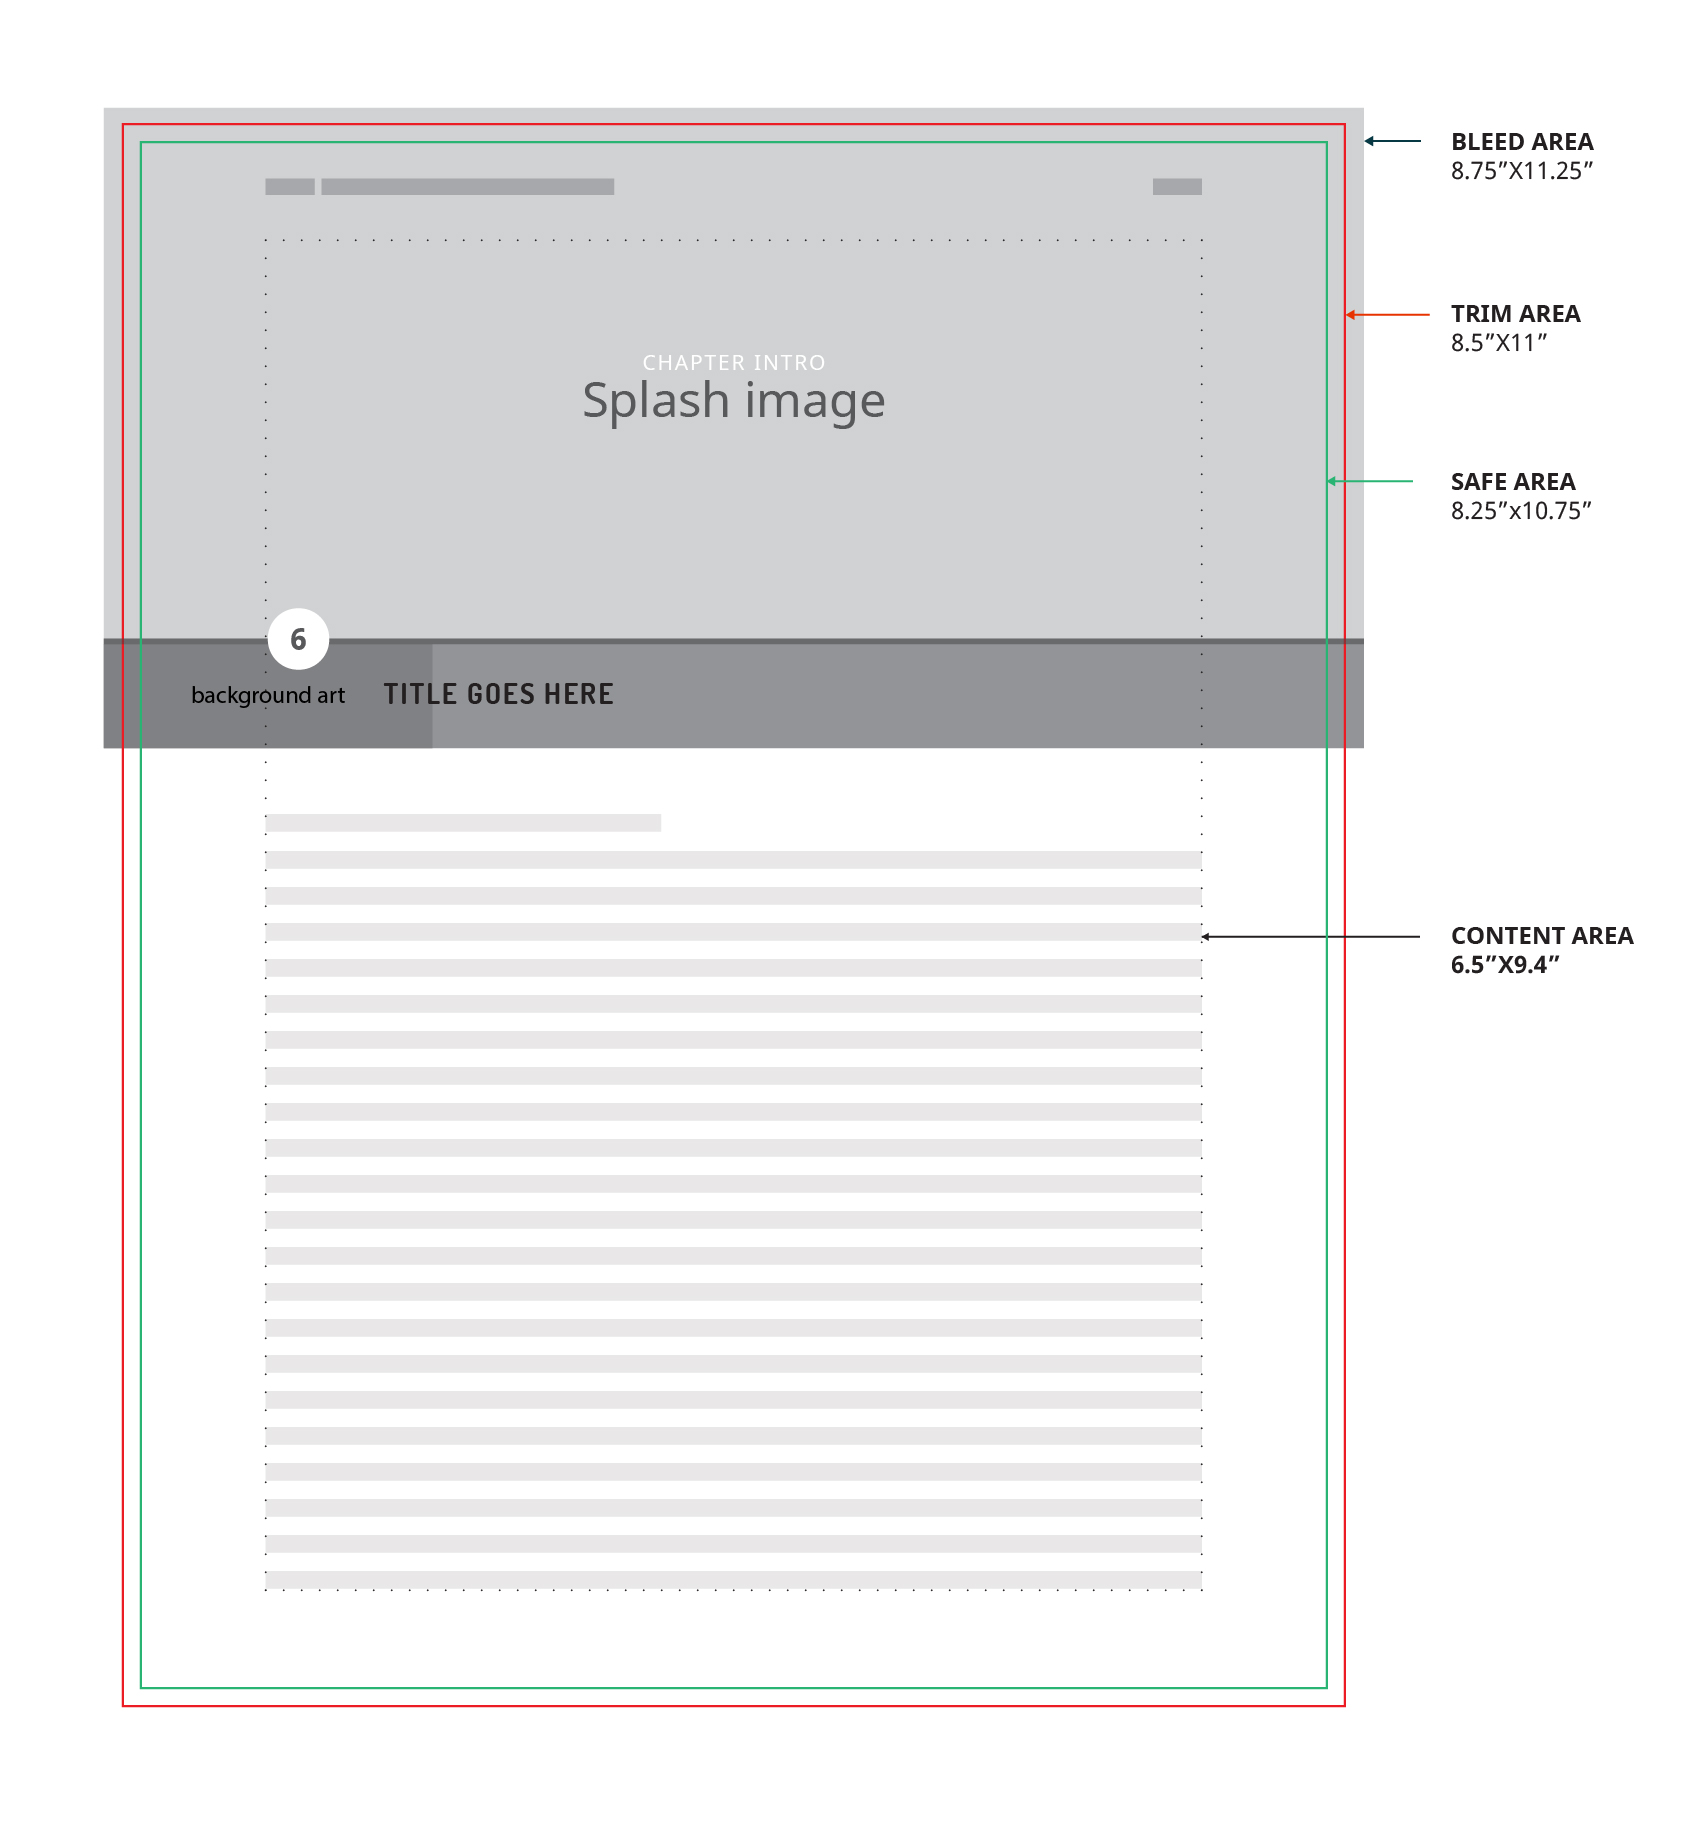 BLEED AREA
8.75”X11.25”
TRIM AREA
8.5”X11”
CHAPTER INTRO
Splash image
SAFE AREA
8.25”x10.75”
6
background art
TITLE GOES HERE
CONTENT AREA
6.5”X9.4”